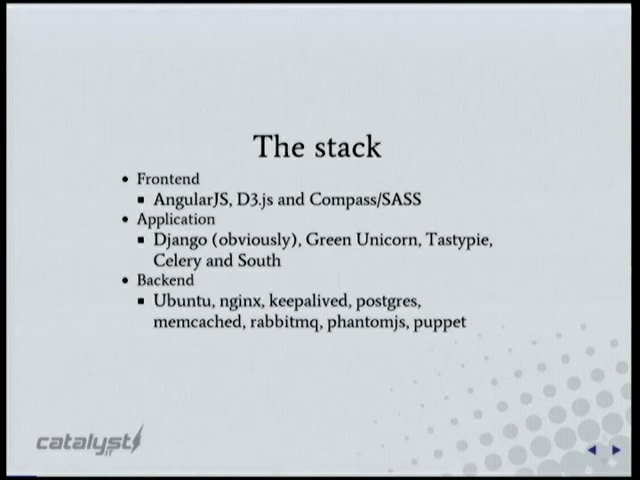 The stack
• Frontend
▪ AngularJS, D3.js and Compass/SASS
• Application
▪ Django (obviously), Green Unicorn, Tastypie,
Celery and South
• Backend
▪ Ubuntu, nginx, keepalived, postgres,
memcached, rabbitmq, phantomjs, puppet
catalyst
IT